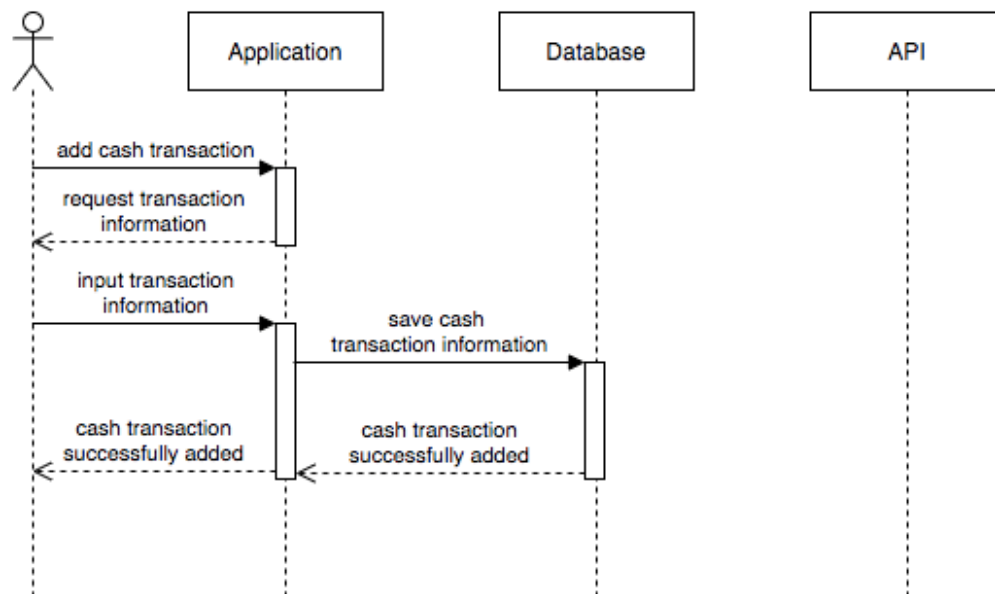 Application
Database
API
add cash transaction
request transaction
information
input transaction
information
save cash
transaction information
cash transaction
successfully added
cash transaction
successfully added